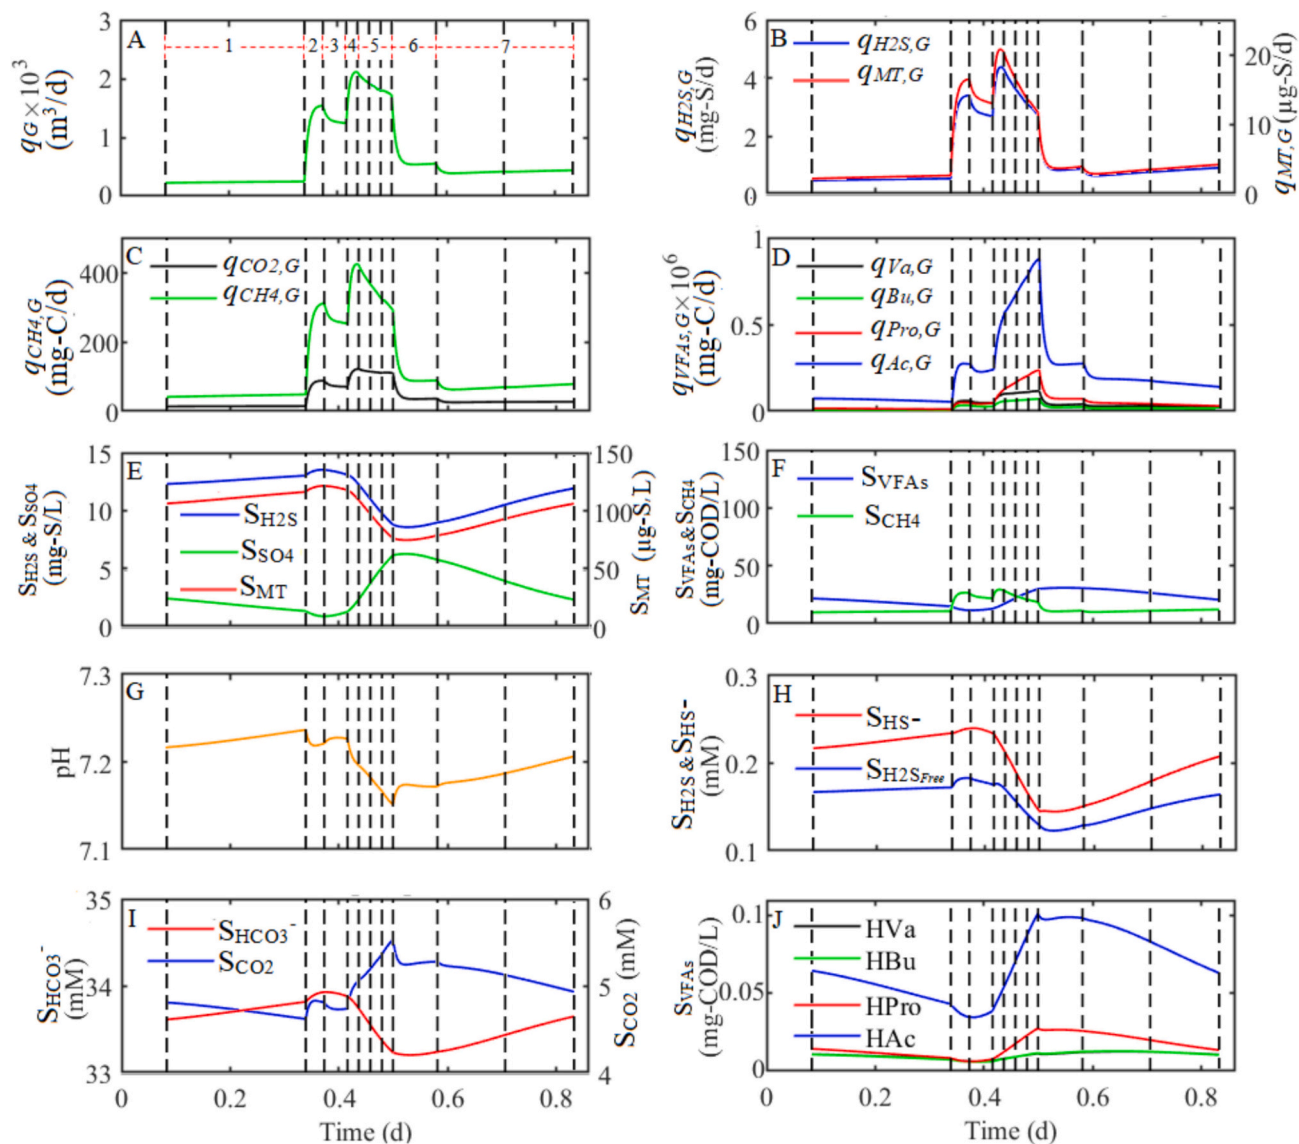 A
3
2
1
0
q_G×10³
(m³/d)
1
2
3
4
5
6
7
B
q_H2S,G
q_MT,G
6
4
2
0
q_H2S,G
(mg-S/d)
20
10
0
q_MT,G (μg-S/d)
C
q_CO2,G
q_CH4,G
400
200
0
q_CH4,G
(mg-C/d)
D
q_Va,G
q_Bu,G
q_Pro,G
q_Ac,G
1
0.5
0
q_VFAs,G×10⁶
(mg-C/d)
E
S_H2S
S_SO4
S_MT
15
10
5
0
S_H2S & S_SO4
(mg-S/L)
150
100
50
0
S_MT (μg-S/L)
F
S_VFAs
S_CH4
150
100
50
0
S_VFAs&S_CH4
(mg-COD/L)
G
7.3
7.2
7.1
pH
H
S_HS-
S_H2S_Free
0.3
0.2
0.1
S_H2S & S_HS-
(mM)
I
S_HCO3⁻
S_CO2
35
34
33
S_HCO3⁻
(mM)
6
5
4
S_CO2 (mM)
0
0.2
0.4
0.6
0.8
Time (d)
J
HVa
HBu
HPro
HAc
0.1
0.05
0
S_VFAs
(mg-COD/L)
0
0.2
0.4
0.6
0.8
Time (d)